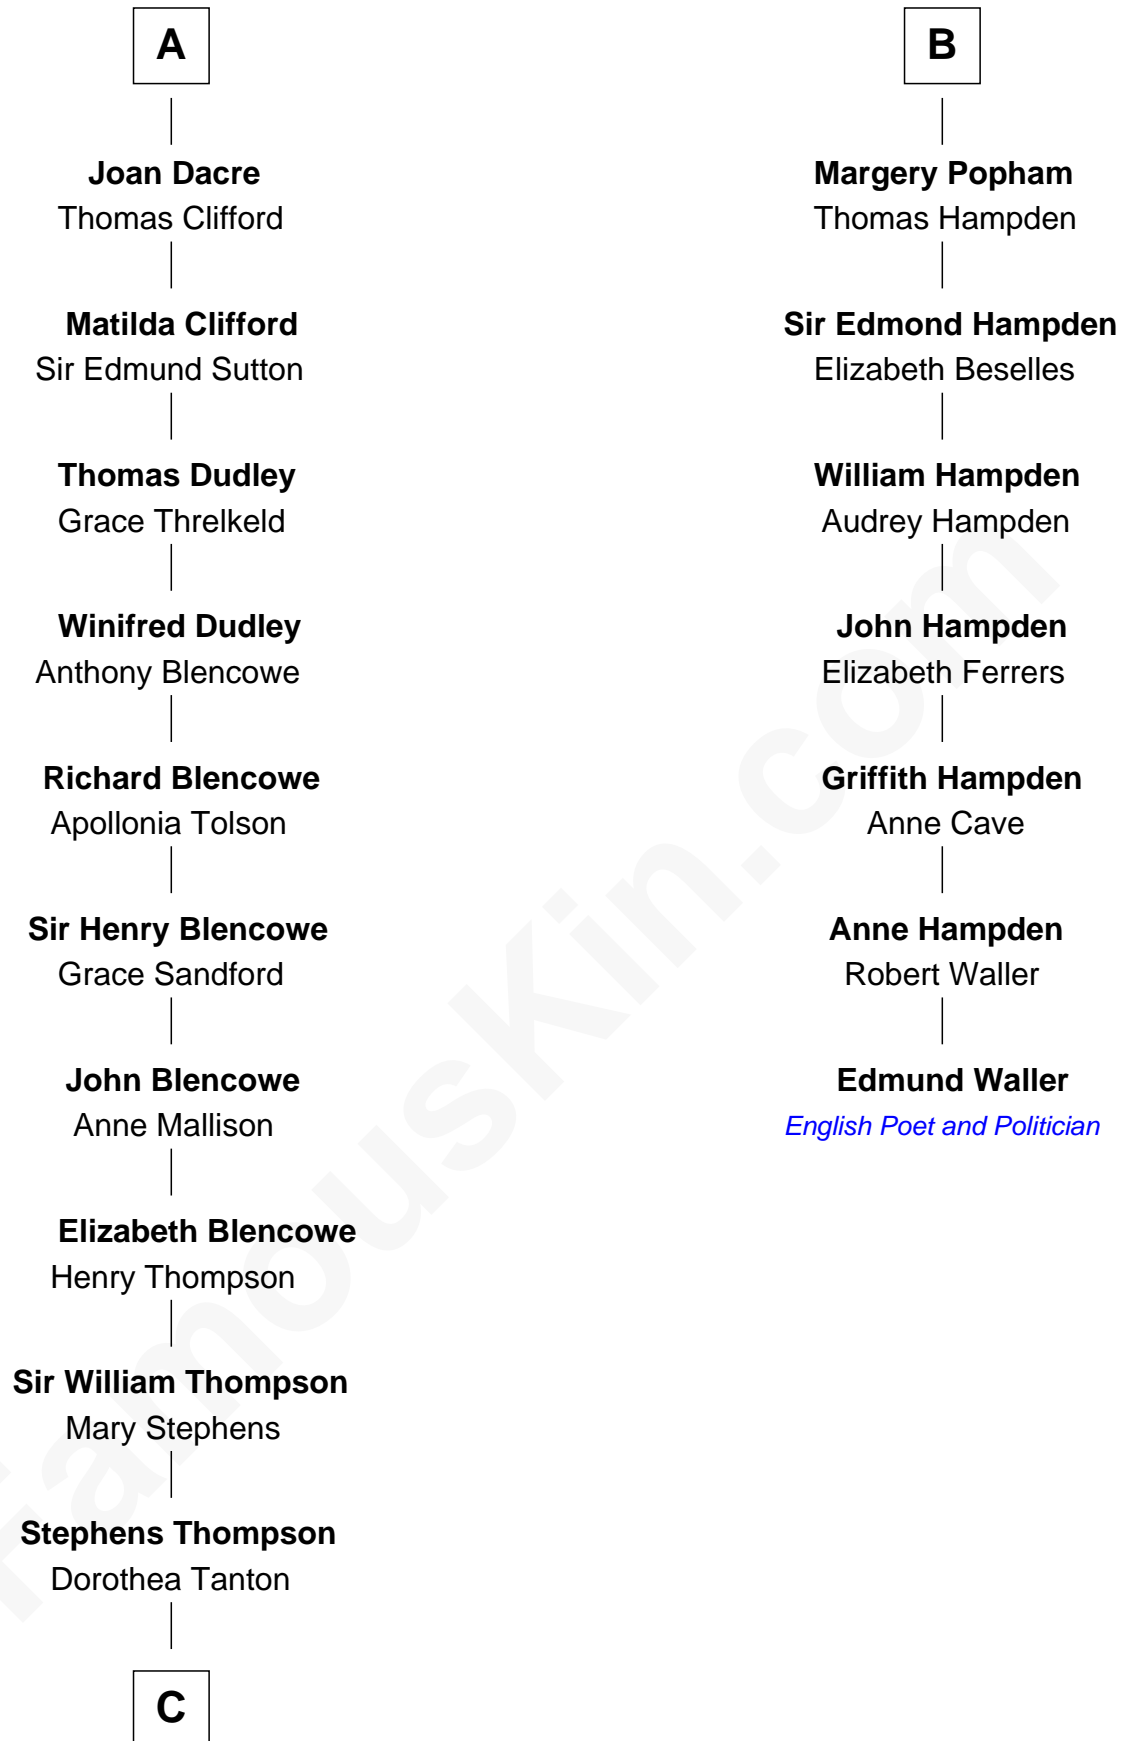 A
Joan Dacre
Thomas Clifford
Matilda Clifford
Sir Edmund Sutton
Thomas Dudley
Grace Threlkeld
Winifred Dudley
Anthony Blencowe
Richard Blencowe
Apollonia Tolson
Sir Henry Blencowe
Grace Sandford
John Blencowe
Anne Mallison
Elizabeth Blencowe
Henry Thompson
Sir William Thompson
Mary Stephens
Stephens Thompson
Dorothea Tanton
C
B
Margery Popham
Thomas Hampden
Sir Edmond Hampden
Elizabeth Beselles
William Hampden
Audrey Hampden
John Hampden
Elizabeth Ferrers
Griffith Hampden
Anne Cave
Anne Hampden
Robert Waller
Edmund Waller
English Poet and Politician
FamousKin.com